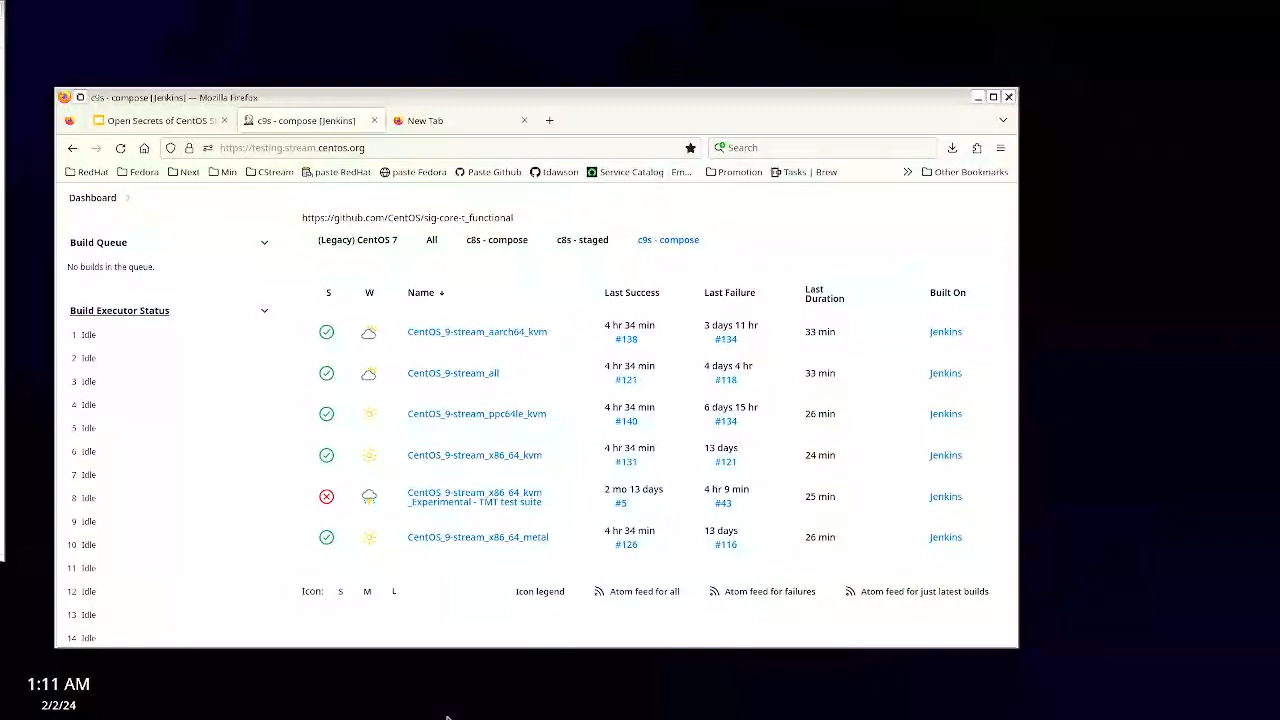 c9s - compose [Jenkins] — Mozilla Firefox
Open Secrets of CentOS S
c9s - compose [Jenkins]
New Tab
https://testing.stream.centos.org
Search
RedHat
Fedora
Next
Min
CStream
paste RedHat
paste Fedora
Paste Github
tdawson
Service Catalog | Em...
Promotion
Tasks | Brew
Other Bookmarks
Dashboard
https://github.com/CentOS/sig-core-t_functional
Build Queue
No builds in the queue.
Build Executor Status
1 Idle
2 Idle
3 Idle
4 Idle
5 Idle
6 Idle
7 Idle
8 Idle
9 Idle
10 Idle
11 Idle
12 Idle
13 Idle
14 Idle
(Legacy) CentOS 7 All c8s - compose c8s - staged c9s - compose
S W Name ↓ Last Success Last Failure Last Duration Built On
CentOS_9-stream_aarch64_kvm 4 hr 34 min #138 3 days 11 hr #134 33 min Jenkins
CentOS_9-stream_all 4 hr 34 min #121 4 days 4 hr #118 33 min Jenkins
CentOS_9-stream_ppc64le_kvm 4 hr 34 min #140 6 days 15 hr #134 26 min Jenkins
CentOS_9-stream_x86_64_kvm 4 hr 34 min #131 13 days #121 24 min Jenkins
CentOS_9-stream_x86_64_kvm _Experimental - TMT test suite 2 mo 13 days #5 4 hr 9 min #43 25 min Jenkins
CentOS_9-stream_x86_64_metal 4 hr 34 min #126 13 days #116 26 min Jenkins
Icon: S M L Icon legend Atom feed for all Atom feed for failures Atom feed for just latest builds
1:11 AM
2/2/24